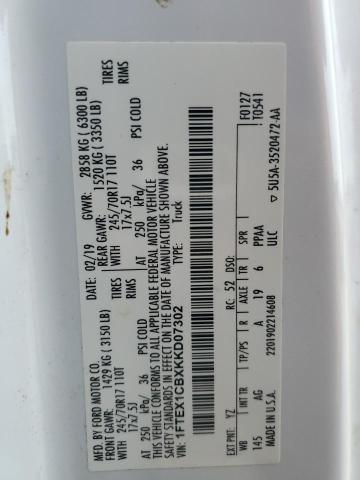 MFD. BY FORD MOTOR CO.
DATE: 02/19 GVWR: 2858 KG ( 6300 LB)
FRONT GAWR: 1429 KG ( 3150 LB) REAR GAWR: 1520 KG ( 3350 LB)
245/70R17 110T TIRES WITH 245/70R17 110T TIRES
17x7.5J RIMS 17x7.5J RIMS
AT 250 kPa/ 36 PSI COLD AT 250 kPa/ 36 PSI COLD
THIS VEHICLE CONFORMS TO ALL APPLICABLE FEDERAL MOTOR VEHICLE
SAFETY STANDARDS IN EFFECT ON THE DATE OF MANUFACTURE SHOWN ABOVE.
VIN: 1FTEX1CBXKKD07302 TYPE: Truck
F0127
T0541
EXT PNT: YZ RC: 52 DSO:
WB TP/PS R AXLE TR SPR
145 AG A 19 6 PPAA
MADE IN U.S.A. 2201902214608 ULC
▽ 5U5A-3520472-AA